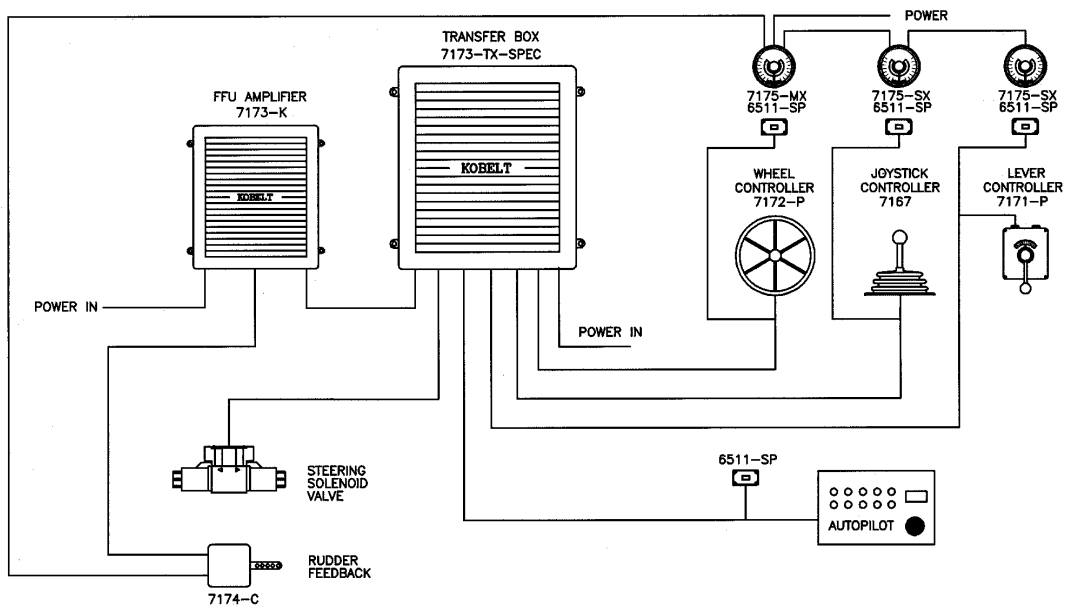 POWER
TRANSFER BOX
7173-TX-SPEC
FFU AMPLIFIER
7173-K
7175-MX
6511-SP
7175-SX
6511-SP
7175-SX
6511-SP
KOBELT
KOBELT
WHEEL
CONTROLLER
7172-P
JOYSTICK
CONTROLLER
7167
LEVER
CONTROLLER
7171-P
POWER IN
POWER IN
6511-SP
STEERING
SOLENOID
VALVE
AUTOPILOT
RUDDER
FEEDBACK
7174-C